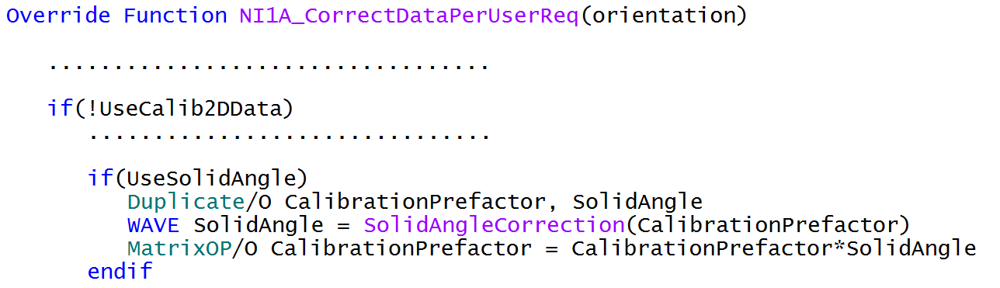 Override Function NI1A_CorrectDataPerUserReq(orientation)
..................................
if(!UseCalib2DData)
...............................
if(UseSolidAngle)
Duplicate/O CalibrationPrefactor, SolidAngle
WAVE SolidAngle = SolidAngleCorrection(CalibrationPrefactor)
MatrixOP/O CalibrationPrefactor = CalibrationPrefactor*SolidAngle
endif